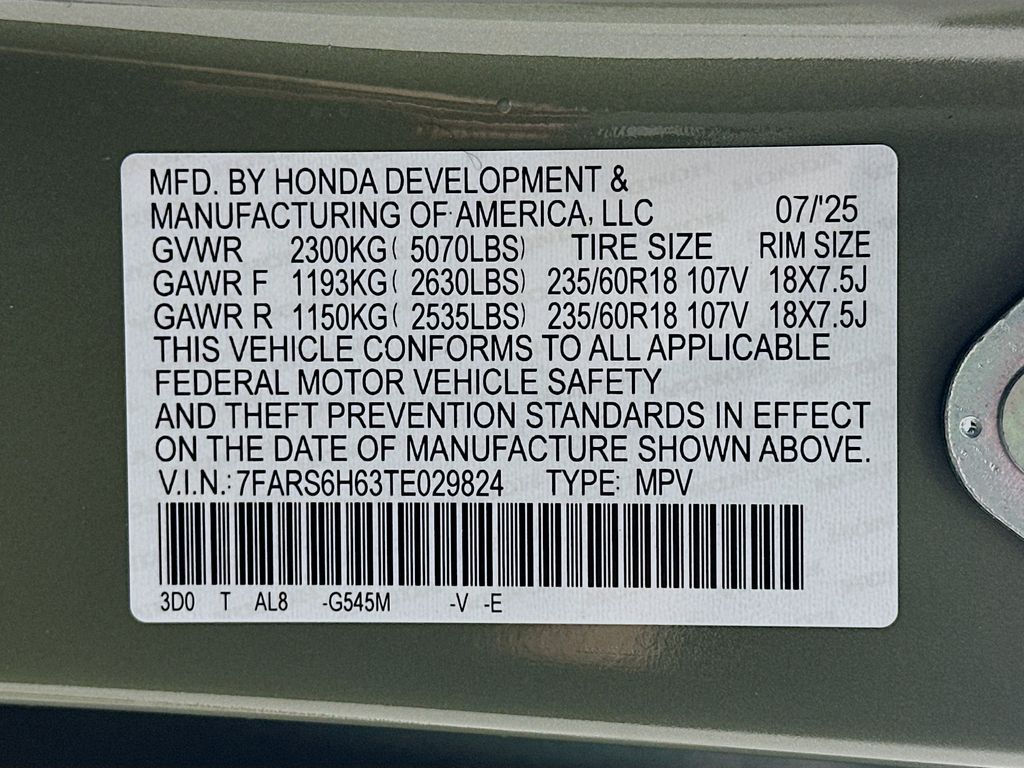 MFD. BY HONDA DEVELOPMENT &
MANUFACTURING OF AMERICA, LLC 07/'25
GVWR 2300KG( 5070LBS) TIRE SIZE RIM SIZE
GAWR F 1193KG( 2630LBS) 235/60R18 107V 18X7.5J
GAWR R 1150KG( 2535LBS) 235/60R18 107V 18X7.5J
THIS VEHICLE CONFORMS TO ALL APPLICABLE
FEDERAL MOTOR VEHICLE SAFETY
AND THEFT PREVENTION STANDARDS IN EFFECT
ON THE DATE OF MANUFACTURE SHOWN ABOVE.
V.I.N.: 7FARS6H63TE029824 TYPE: MPV
3D0 T AL8 -G545M -V -E